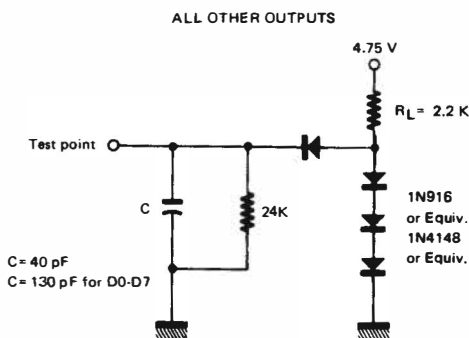 ALL OTHER OUTPUTS
4.75 V
RL = 2.2 K
Test point
C
24K
1N916
or Equiv.
1N4148
or Equiv.
C = 40 pF
C = 130 pF for D0-D7